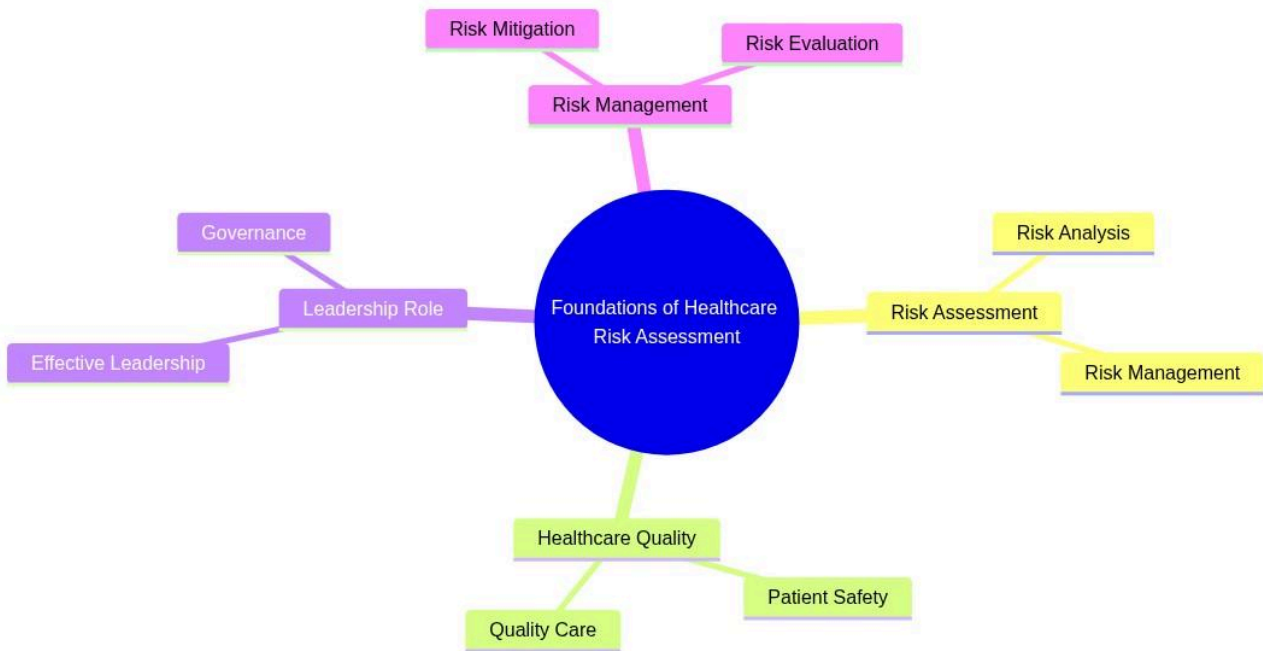 Risk Mitigation
Risk Evaluation
Risk Management
Governance
Risk Analysis
Leadership Role
Foundations of Healthcare
Risk Assessment
Risk Assessment
Effective Leadership
Risk Management
Healthcare Quality
Patient Safety
Quality Care